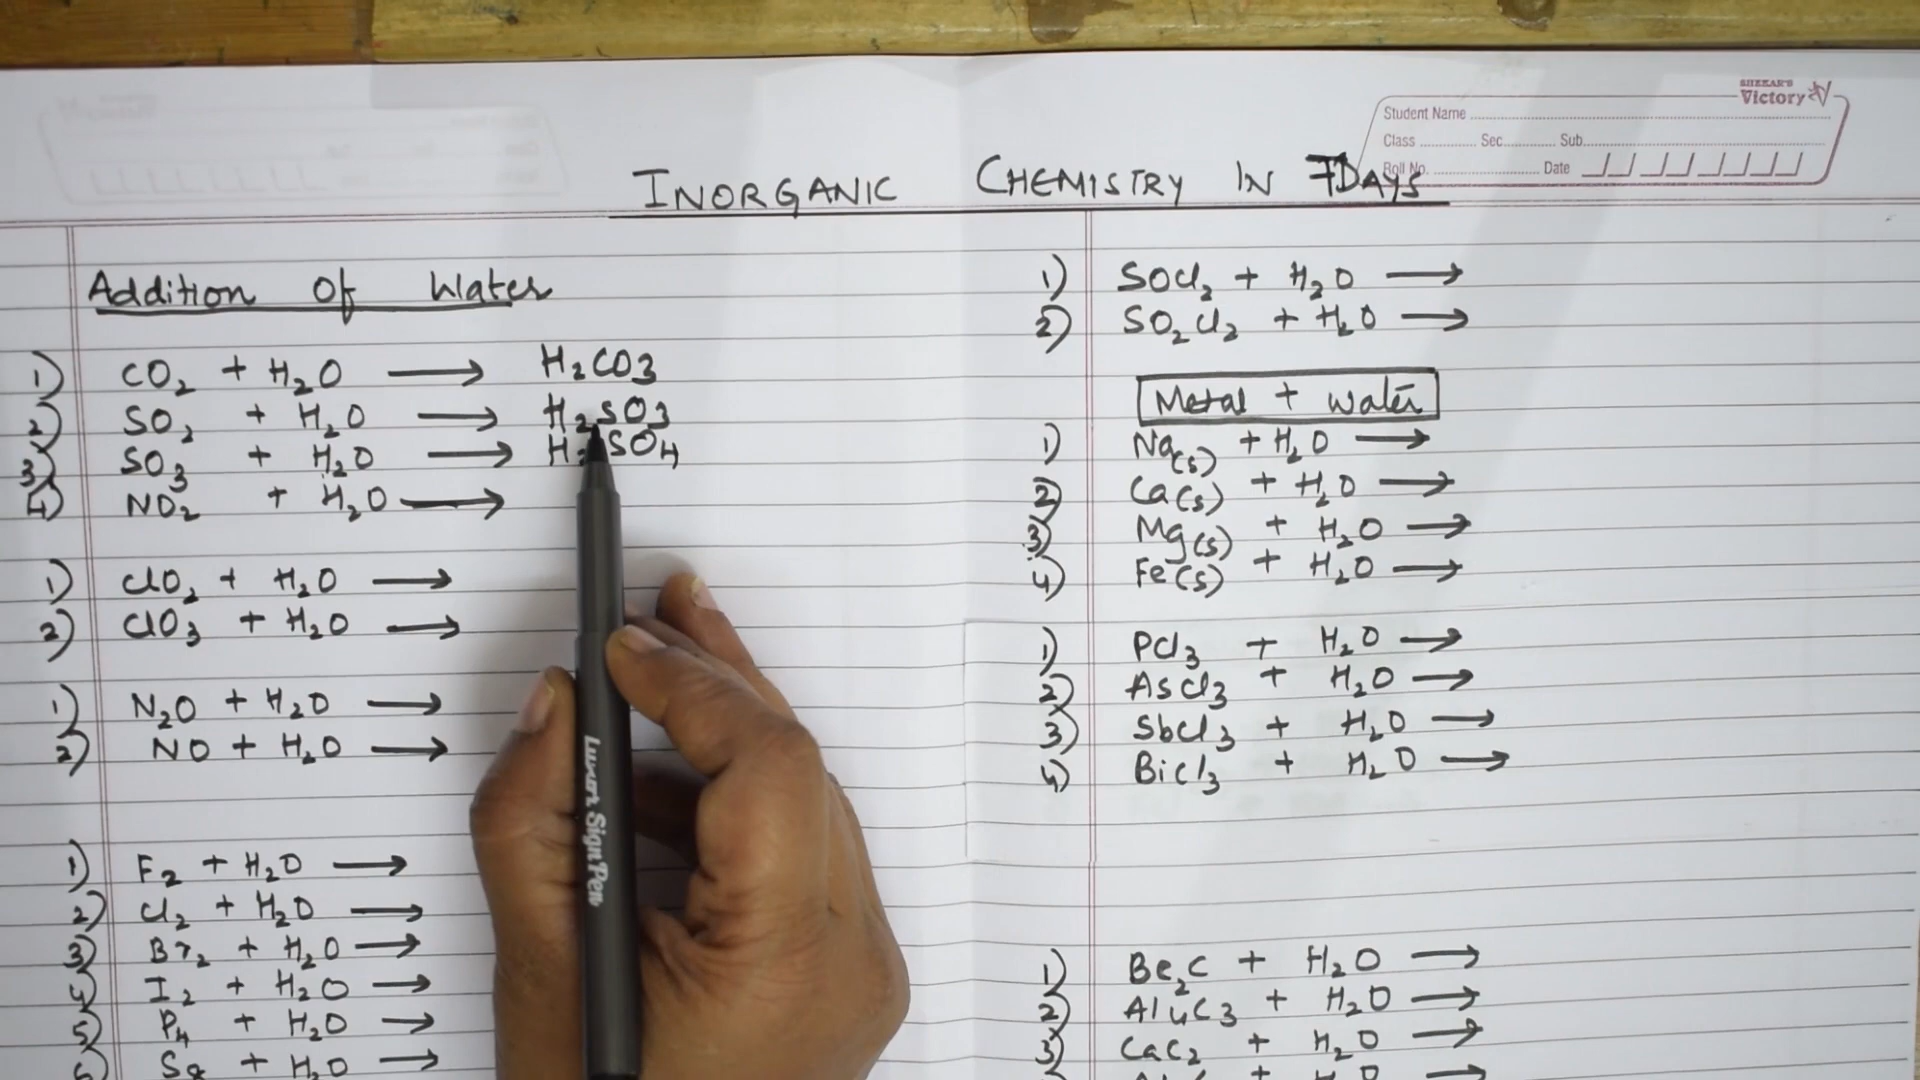 SHEKAR'S
Victory
Student Name
Class Sec. Sub.
Roll No. Date
INORGANIC CHEMISTRY IN 7DAYS
Addition Of Water
1) CO2 + H2O → H2CO3
2) SO2 + H2O → H2SO3
3) SO3 + H2O → H2SO4
4) NO2 + H2O →
1) ClO2 + H2O →
2) ClO3 + H2O →
1) N2O + H2O →
2) NO + H2O →
1) F2 + H2O →
2) Cl2 + H2O →
3) Br2 + H2O →
4) I2 + H2O →
5) P4 + H2O →
6) S8 + H2O →
1) SOCl2 + H2O →
2) SO2Cl2 + H2O →
Metal + Water
1) Na(s) + H2O →
2) Ca(s) + H2O →
3) Mg(s) + H2O →
4) Fe(s) + H2O →
1) PCl3 + H2O →
2) AsCl3 + H2O →
3) SbCl3 + H2O →
4) BiCl3 + H2O →
1) Be2C + H2O →
2) Al4C3 + H2O →
3) CaC2 + H2O →
Luxor Sign Pen